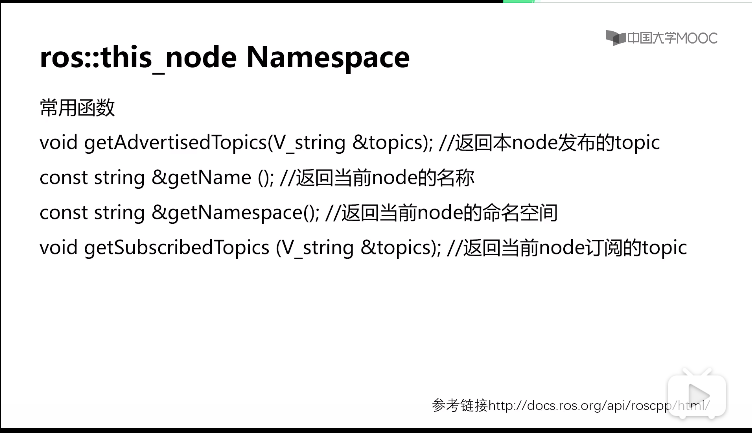 中国大学MOOC
ros::this_node Namespace
常用函数
void getAdvertisedTopics(V_string &topics); //返回本node发布的topic
const string &getName (); //返回当前node的名称
const string &getNamespace(); //返回当前node的命名空间
void getSubscribedTopics (V_string &topics); //返回当前node订阅的topic
参考链接http://docs.ros.org/api/roscpp/html/